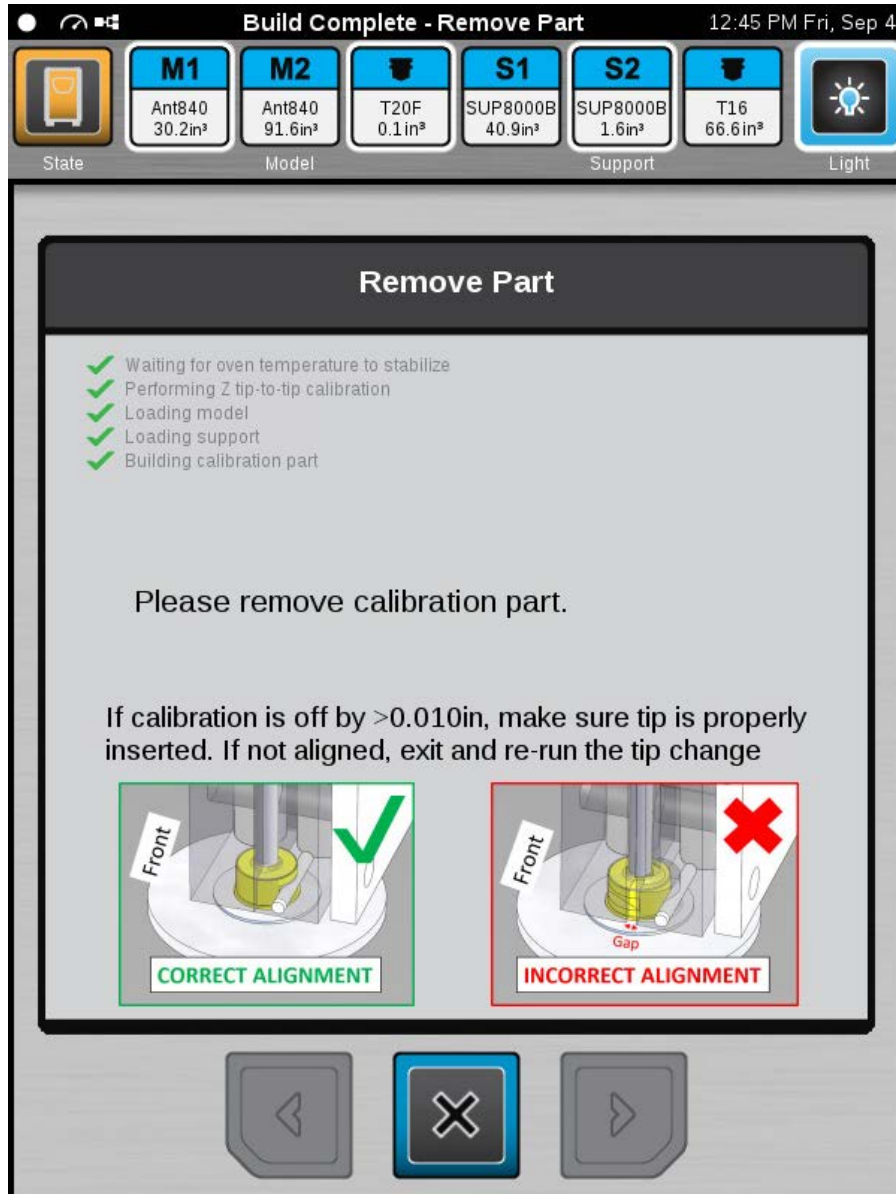 Build Complete - Remove Part
12:45 PM Fri, Sep 4
M1
Ant840
30.2in³
M2
Ant840
91.6in³
T20F
0.1in³
S1
SUP8000B
40.9in³
S2
SUP8000B
1.6in³
T16
66.6in³
State
Model
Support
Light
Remove Part
Waiting for oven temperature to stabilize
Performing Z tip-to-tip calibration
Loading model
Loading support
Building calibration part
Please remove calibration part.
If calibration is off by >0.010in, make sure tip is properly
inserted. If not aligned, exit and re-run the tip change
Front
CORRECT ALIGNMENT
Front
Gap
INCORRECT ALIGNMENT